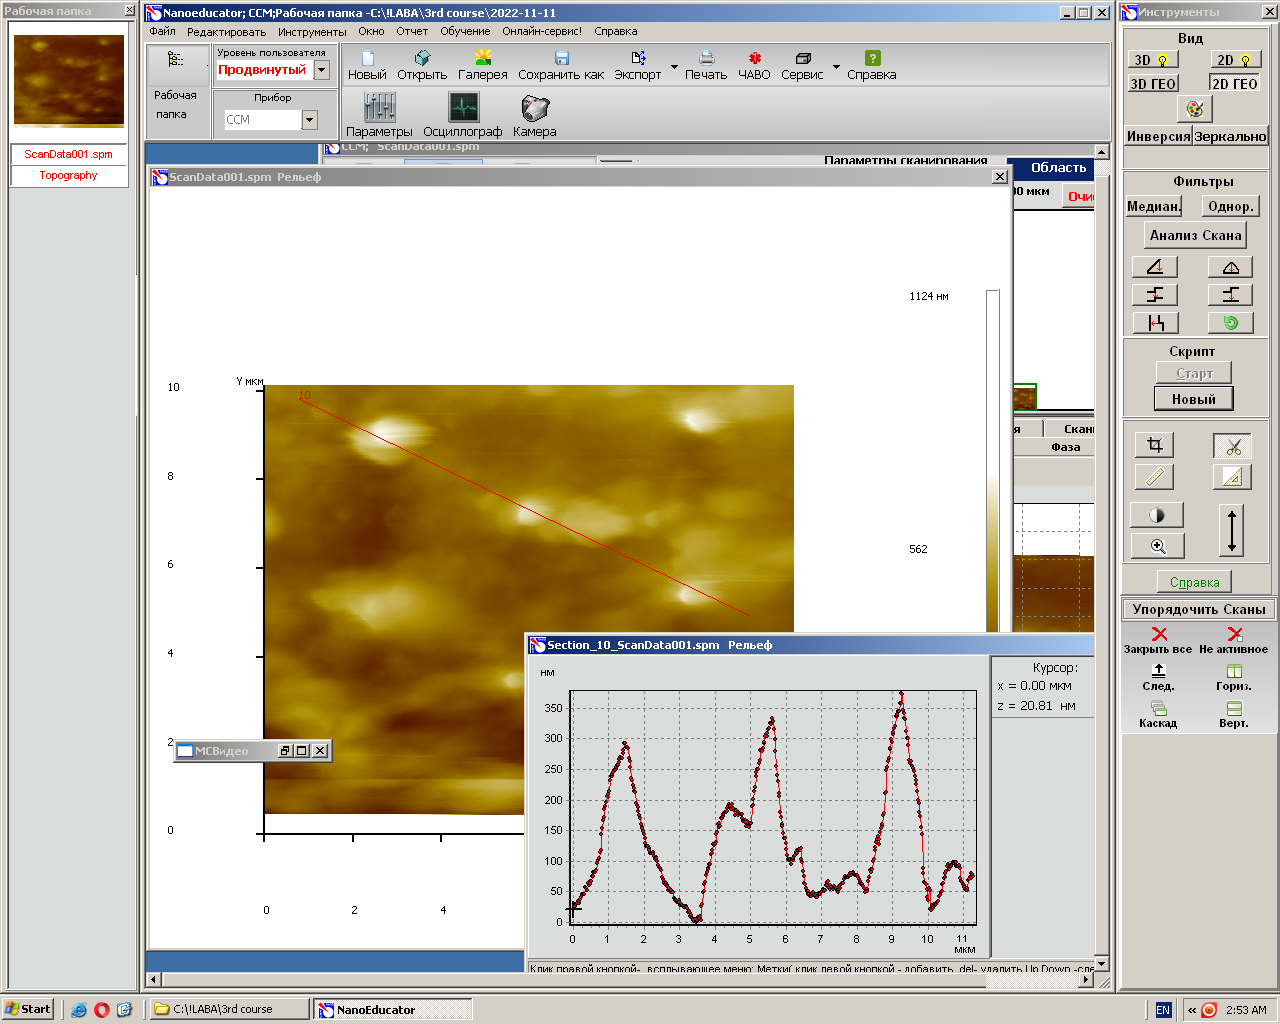 Рабочая папка
ScanData001.spm
Topography
Nanoeducator; CCM;Рабочая папка -C:\!LABA\3rd course\2022-11-11
Файл Редактировать Инструменты Окно Отчет Обучение Онлайн-сервис! Справка
Рабочая папка
Уровень пользователя
Продвинутый
Прибор
CCM
Новый Открыть Галерея Сохранить как Экспорт Печать ЧАВО Сервис Справка
Параметры Осциллограф Камера
CCM; ScanData001.spm
Параметры сканирования
Область
00 мкм
ScanData001.spm Рельеф
1124 нм
562
Y мкм
10
8
6
4
2
0
10
0 2 4
Фаза
МСВидео
Section_10_ScanData001.spm Рельеф
нм
350
300
250
200
150
100
50
0
0 1 2 3 4 5 6 7 8 9 10 11
мкм
Курсор:
x = 0.00 мкм
z = 20.81 нм
Клик правой кнопкой- всплывающее меню; Метки( клик левой кнопкой - добавить, del- удалить Up,Down -сле
Инструменты
Вид
3D 2D
3D ГЕО 2D ГЕО
Инверсия Зеркально
Фильтры
Медиан. Однор.
Анализ Скана
Скрипт
Старт
Новый
Справка
Упорядочить Сканы
Закрыть все Не активное
След. Гориз.
Каскад Верт.
Start
C:\!LABA\3rd course
NanoEducator
EN
2:53 AM